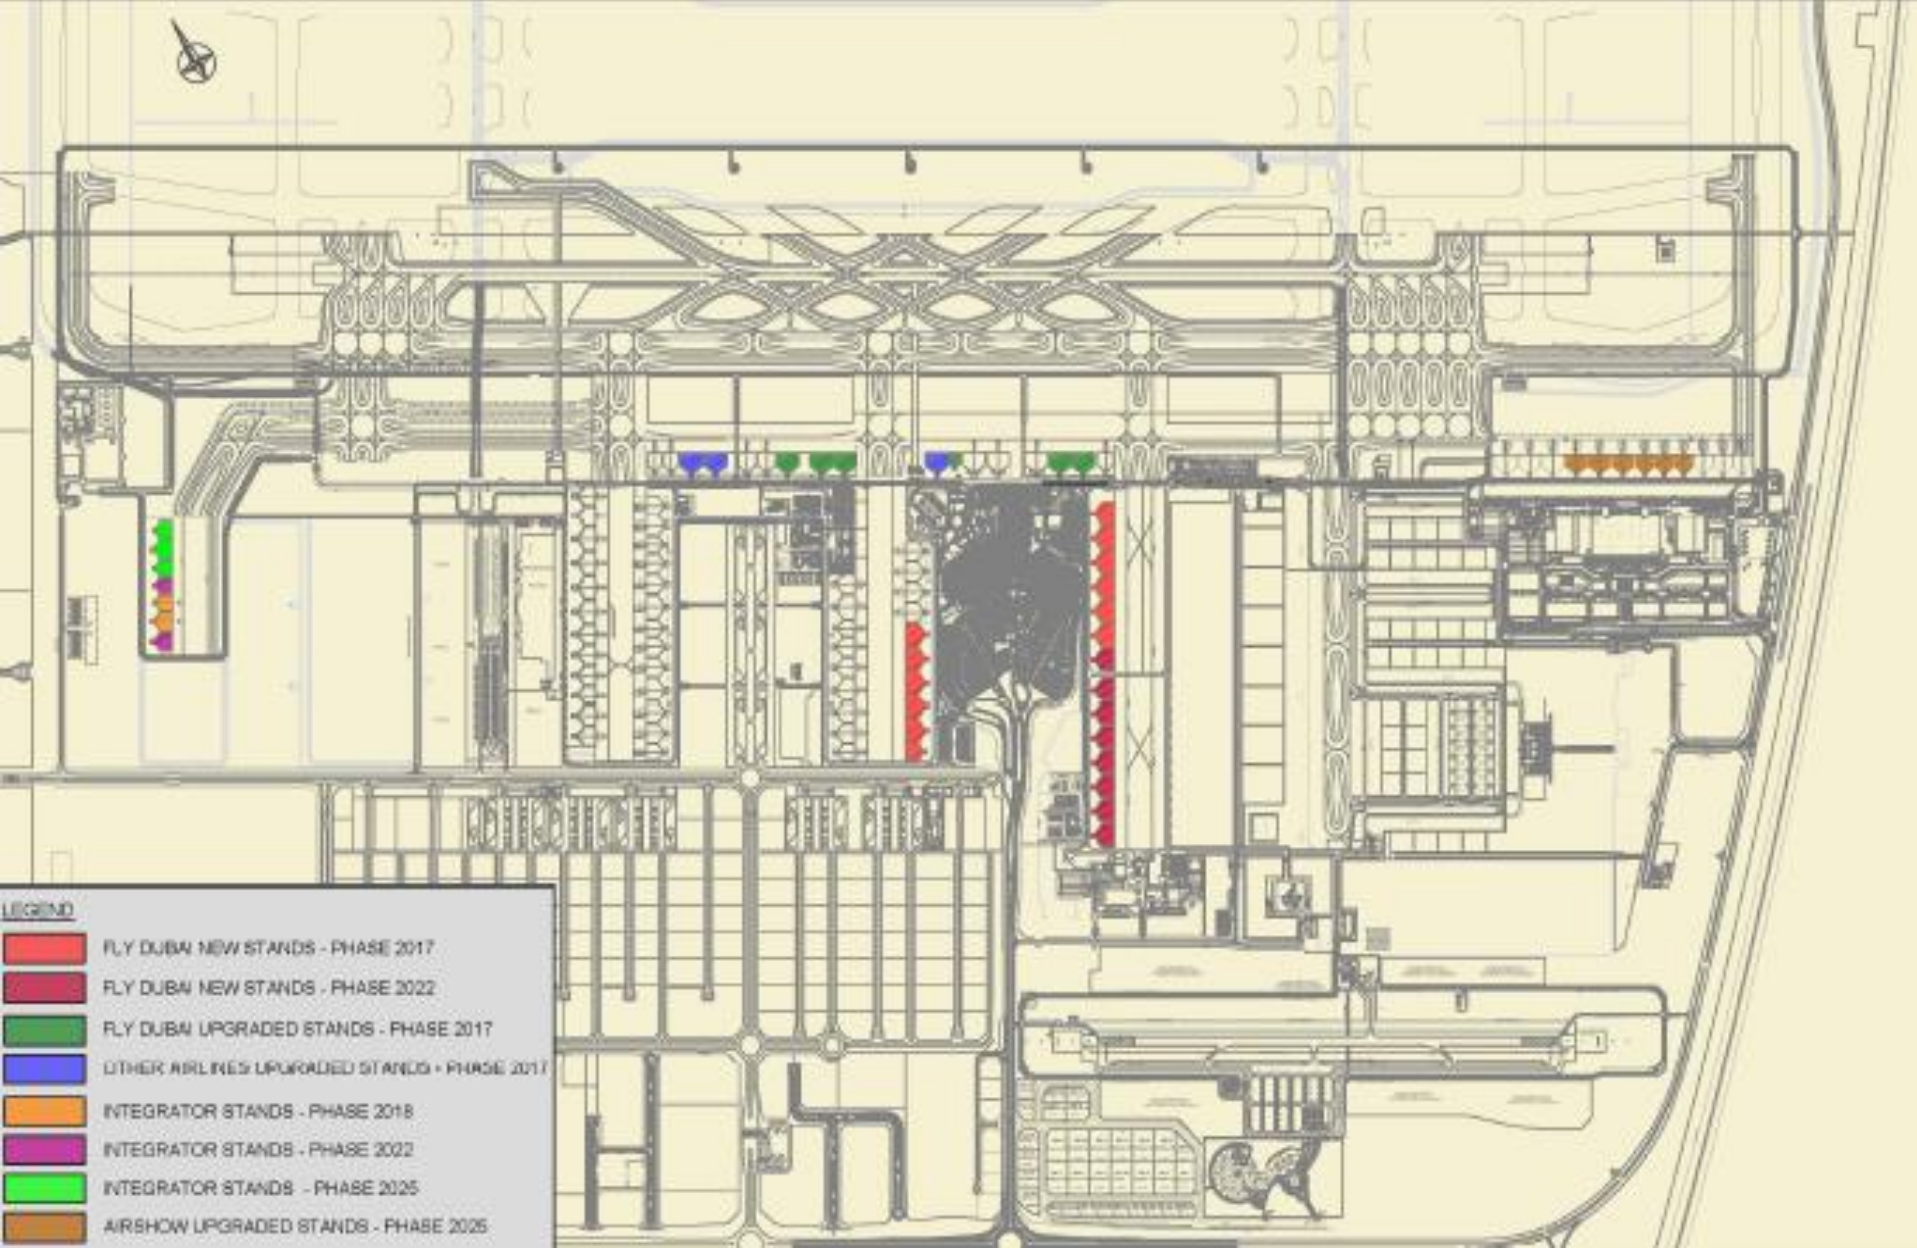 LEGEND
FLY DUBAI NEW STANDS - PHASE 2017
FLY DUBAI NEW STANDS - PHASE 2022
FLY DUBAI UPGRADED STANDS - PHASE 2017
OTHER AIRLINES UPGRADED STANDS - PHASE 2017
INTEGRATOR STANDS - PHASE 2018
INTEGRATOR STANDS - PHASE 2022
INTEGRATOR STANDS - PHASE 2025
AIRSHOW UPGRADED STANDS - PHASE 2025